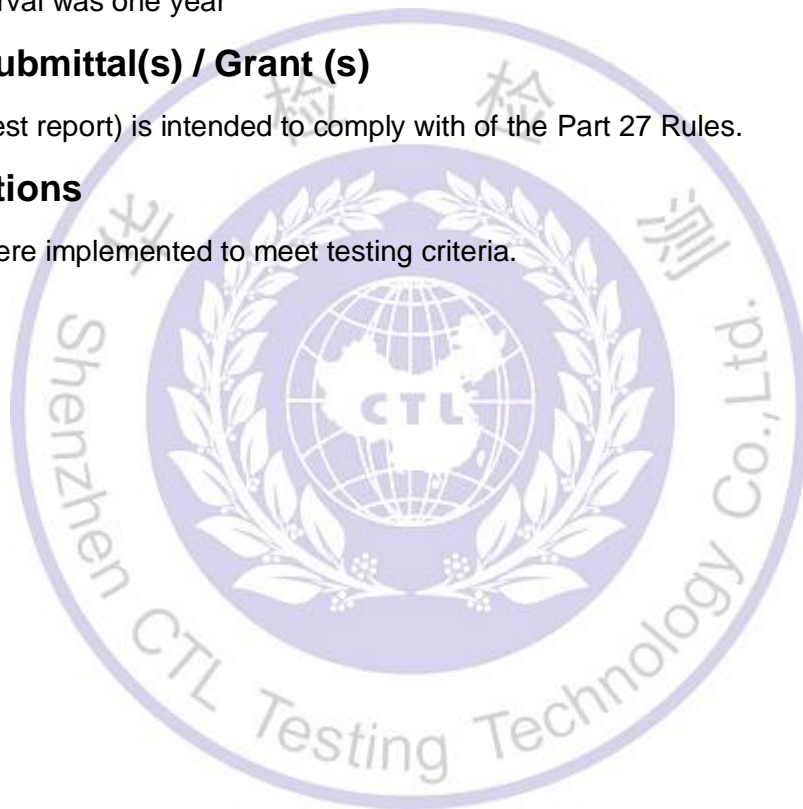 rval was one year
ubmittal(s) / Grant (s)
est report) is intended to comply with of the Part 27 Rules.
tions
ere implemented to meet testing criteria.
检 检 测
CTL
Shenzhen CTL Testing Technology Co.,Ltd.